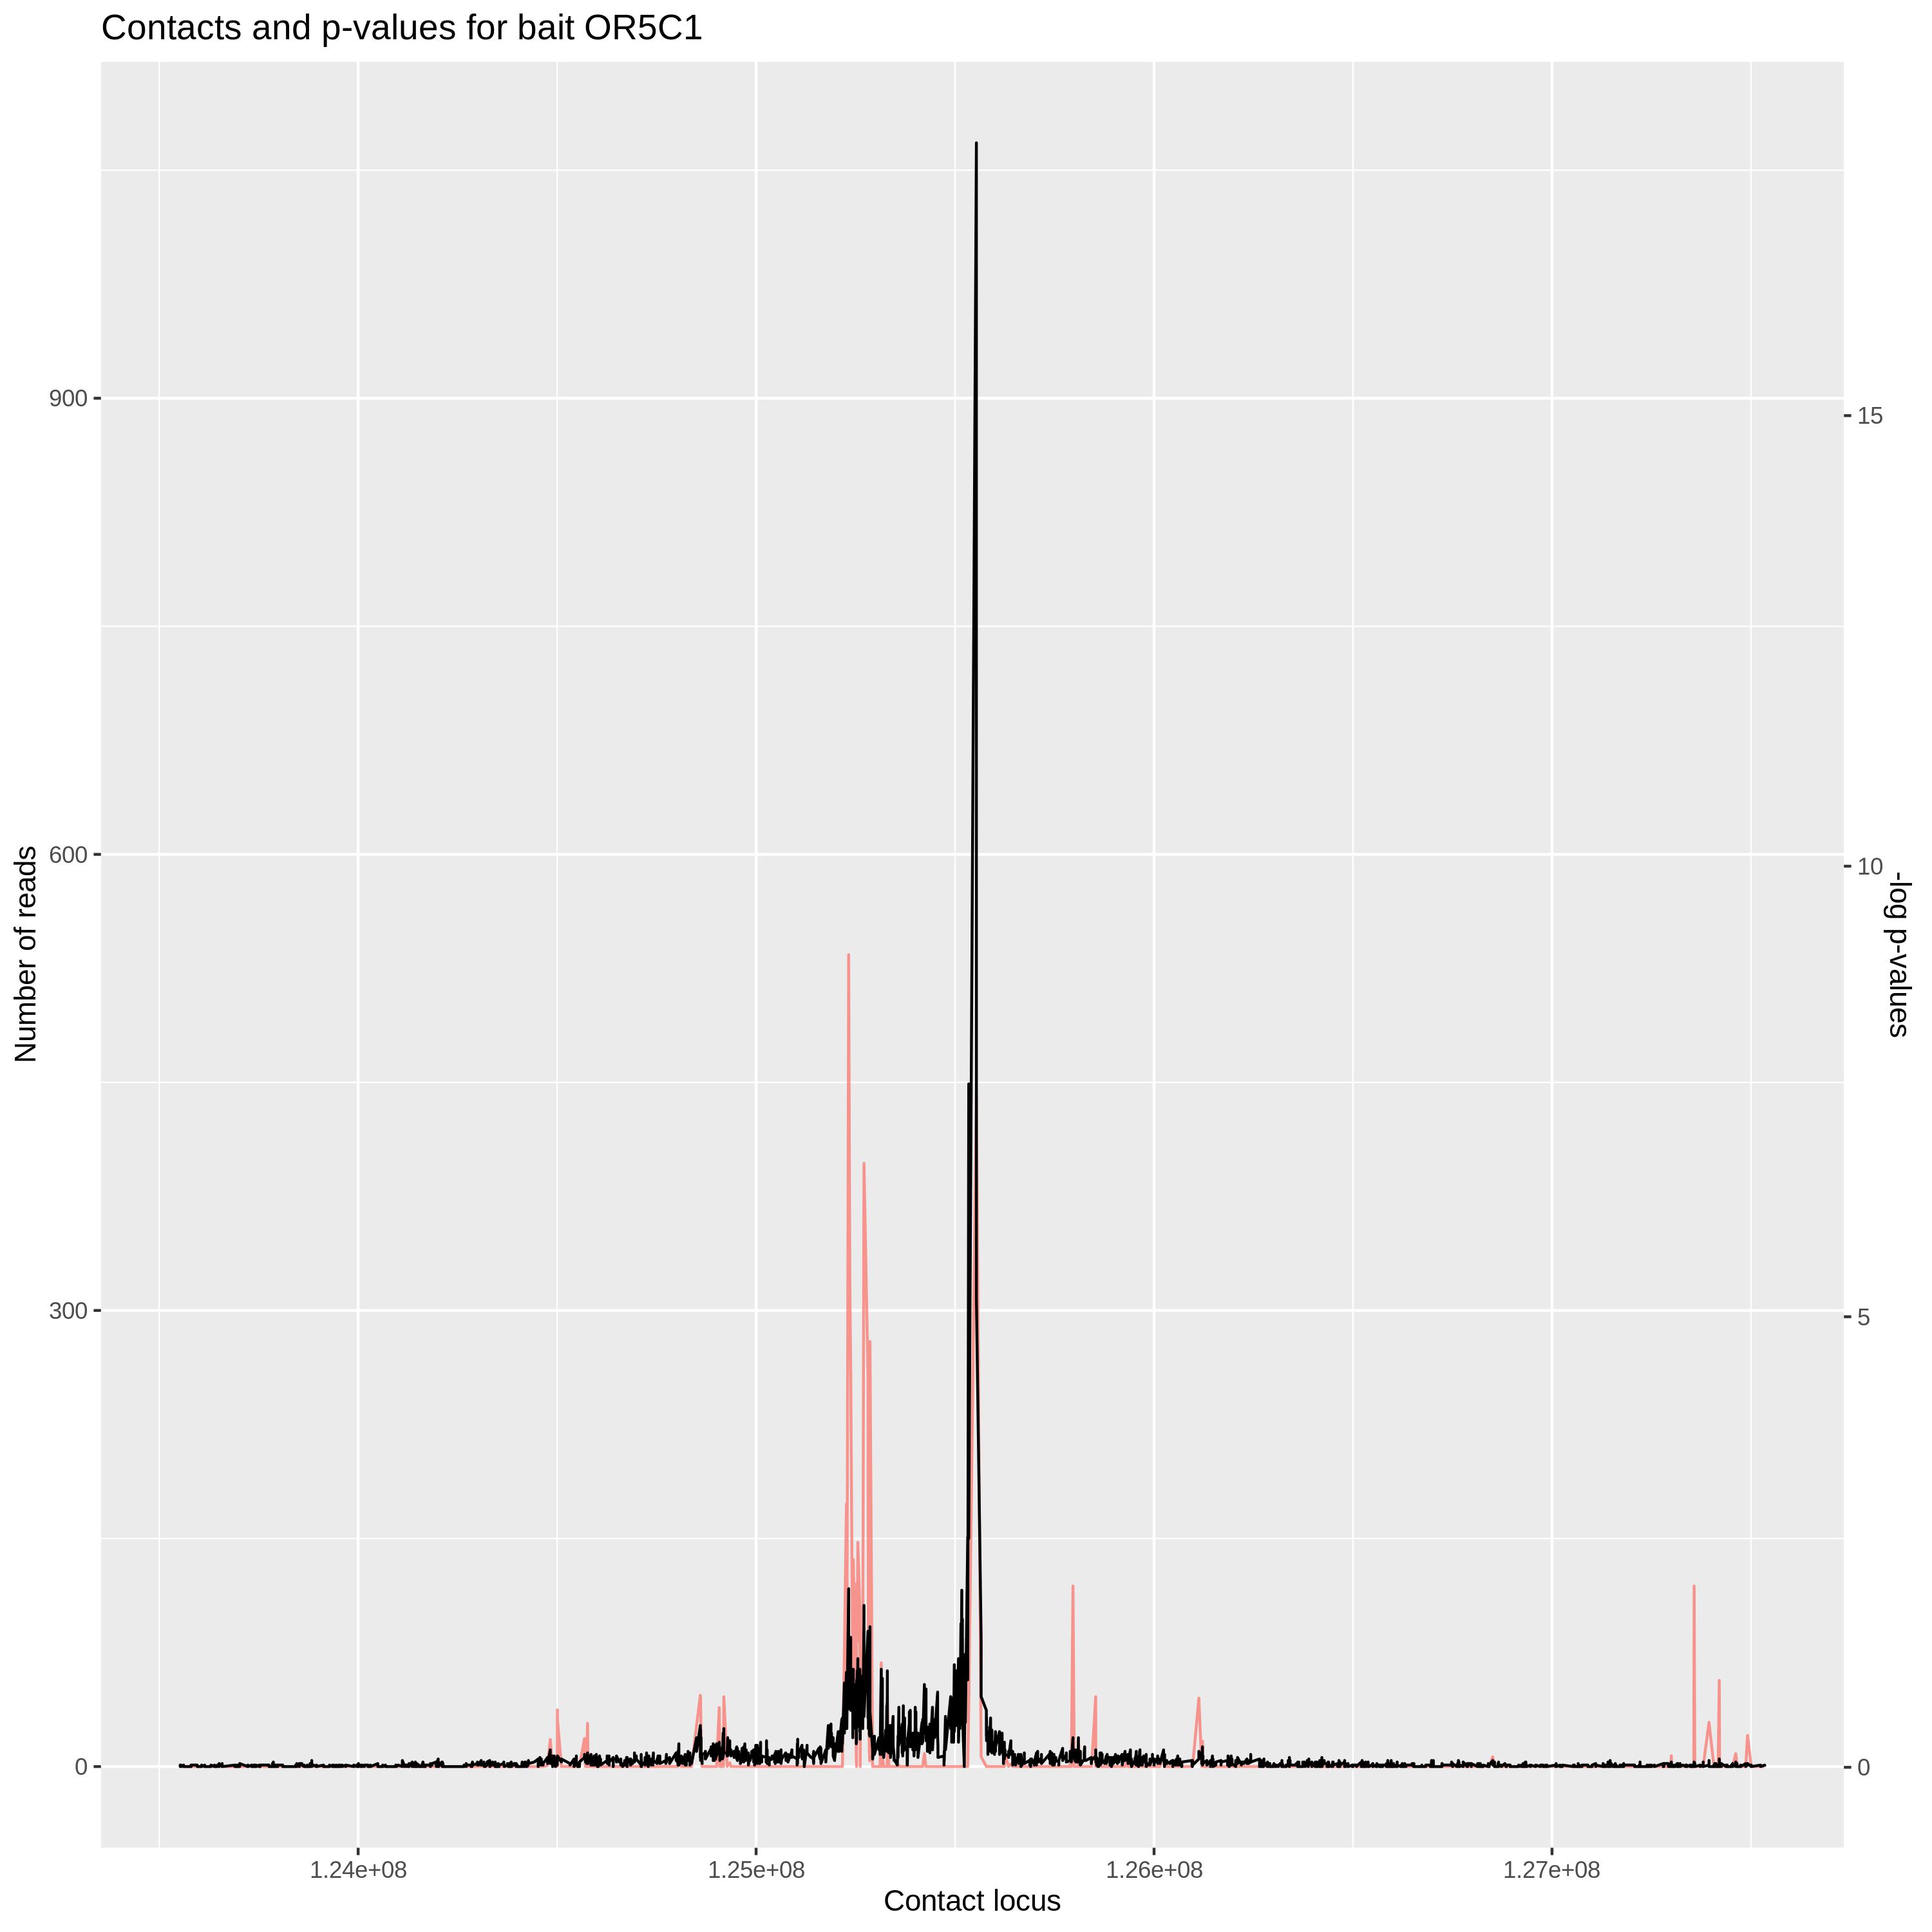 Contacts and p-values for bait OR5C1
Number of reads
900
600
300
0
15
10
5
0
-log p-values
1.24e+08
1.25e+08
1.26e+08
1.27e+08
Contact locus